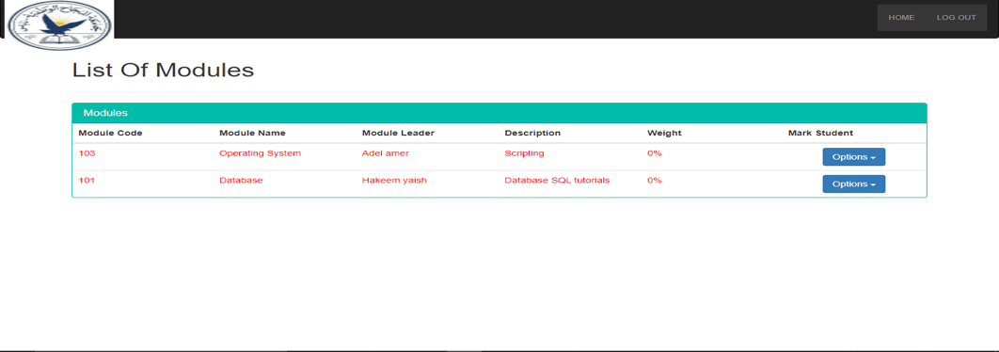 HOME LOG OUT
List Of Modules
Modules
Module Code Module Name Module Leader Description Weight Mark Student
103 Operating System Adel amer Scripting 0% Options
101 Database Hakeem yaish Database SQL tutorials 0% Options